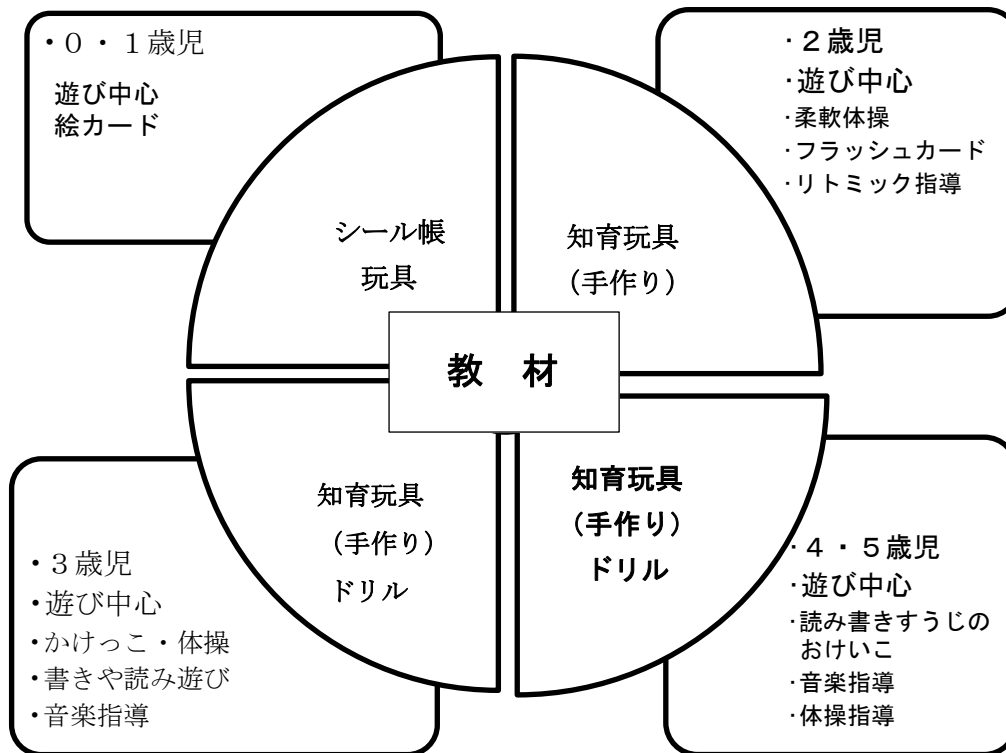 ・０・１歳児
遊び中心
絵カード
シール帳
玩具
・２歳児
・遊び中心
・柔軟体操
・フラッシュカード
・リトミック指導
知育玩具
（手作り）
教　材
知育玩具
（手作り）
ドリル
・３歳児
・遊び中心
・かけっこ・体操
・書きや読み遊び
・音楽指導
知育玩具
（手作り）
ドリル
・４・５歳児
・遊び中心
・読み書きすうじの
おけいこ
・音楽指導
・体操指導